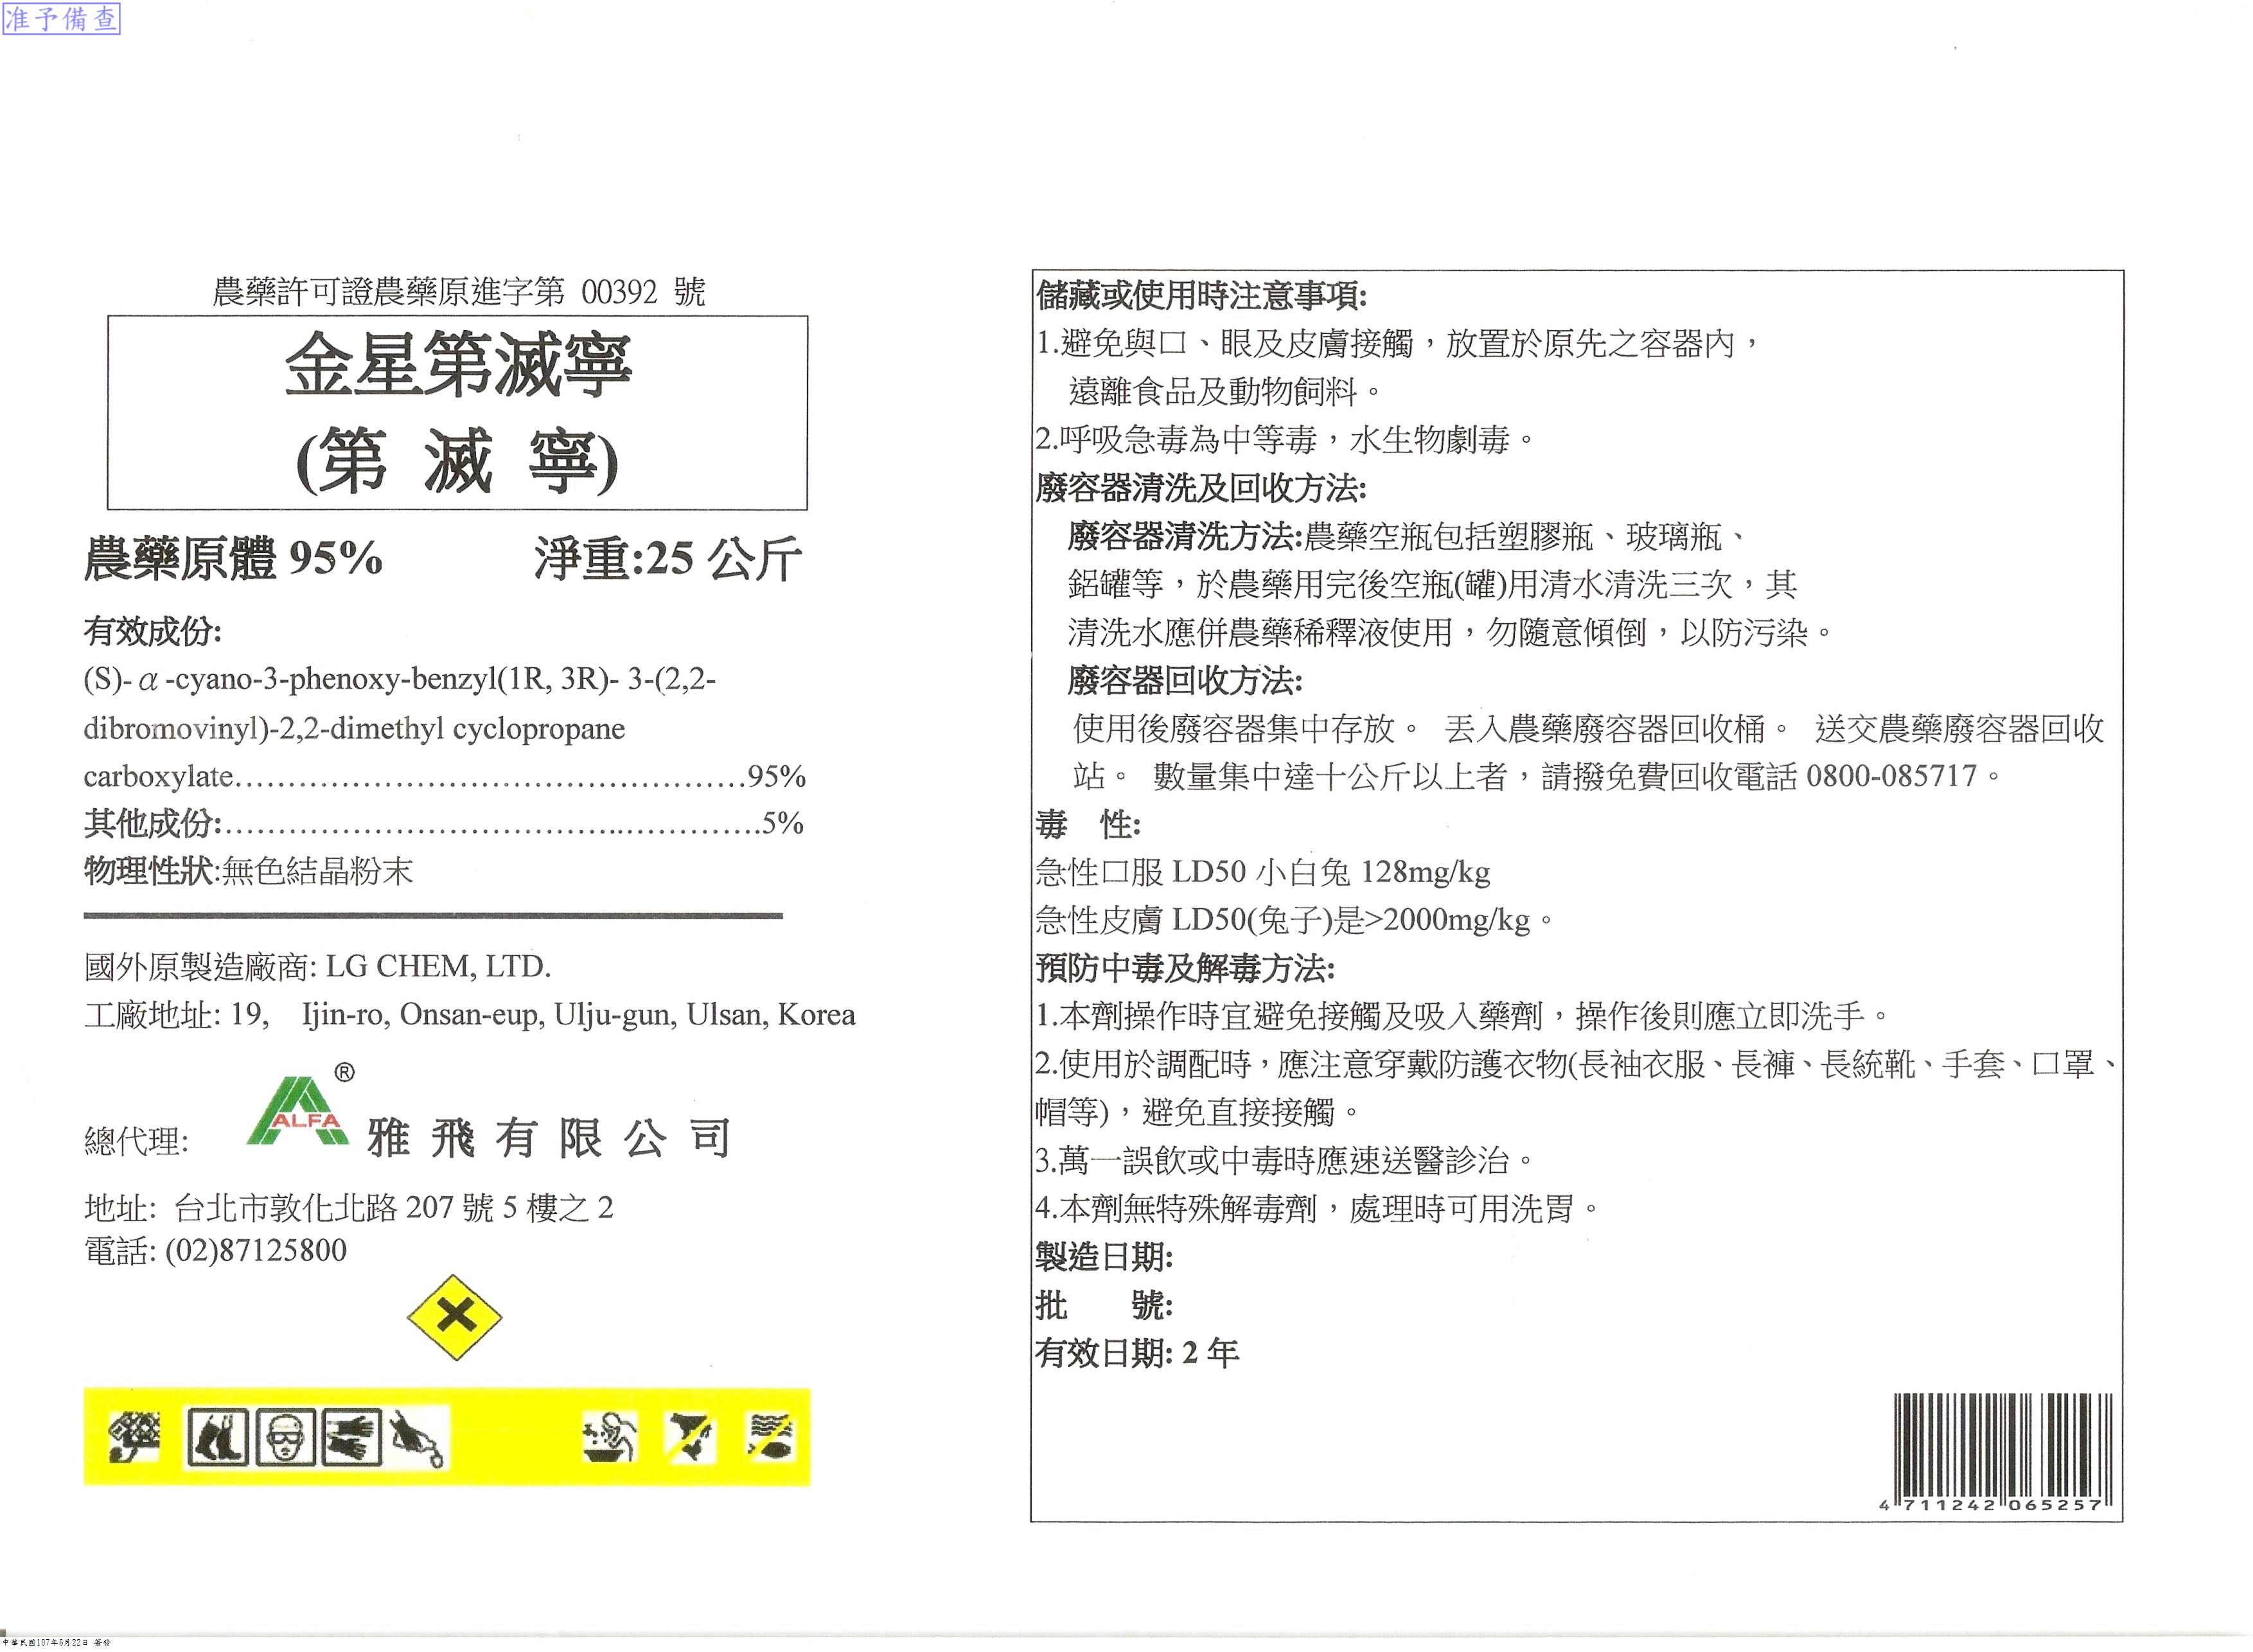 准予備查
農藥許可證農藥原進字第 00392 號
金星第滅寧
(第 滅 寧)
農藥原體 95% 淨重:25 公斤
有效成份:
(S)-α-cyano-3-phenoxy-benzyl(1R, 3R)- 3-(2,2-
dibromovinyl)-2,2-dimethyl cyclopropane
carboxylate................................................95%
其他成份:..................................................5%
物理性狀:無色結晶粉末
國外原製造廠商: LG CHEM, LTD.
工廠地址: 19, Ijin-ro, Onsan-eup, Ulju-gun, Ulsan, Korea
®
ALFA
總代理: 雅飛有限公司
地址: 台北市敦化北路 207 號 5 樓之 2
電話: (02)87125800
儲藏或使用時注意事項:
1.避免與口、眼及皮膚接觸，放置於原先之容器內，
遠離食品及動物飼料。
2.呼吸急毒為中等毒，水生物劇毒。
廢容器清洗及回收方法:
廢容器清洗方法:農藥空瓶包括塑膠瓶、玻璃瓶、
鋁罐等，於農藥用完後空瓶(罐)用清水清洗三次，其
清洗水應併農藥稀釋液使用，勿隨意傾倒，以防污染。
廢容器回收方法:
使用後廢容器集中存放。 丟入農藥廢容器回收桶。 送交農藥廢容器回收
站。 數量集中達十公斤以上者，請撥免費回收電話 0800-085717。
毒 性:
急性口服 LD50 小白兔 128mg/kg
急性皮膚 LD50(兔子)是>2000mg/kg。
預防中毒及解毒方法:
1.本劑操作時宜避免接觸及吸入藥劑，操作後則應立即洗手。
2.使用於調配時，應注意穿戴防護衣物(長袖衣服、長褲、長統靴、手套、口罩、
帽等)，避免直接接觸。
3.萬一誤飲或中毒時應速送醫診治。
4.本劑無特殊解毒劑，處理時可用洗胃。
製造日期:
批 號:
有效日期: 2 年
4 711242 065257
中華民國107年6月22日 簽發